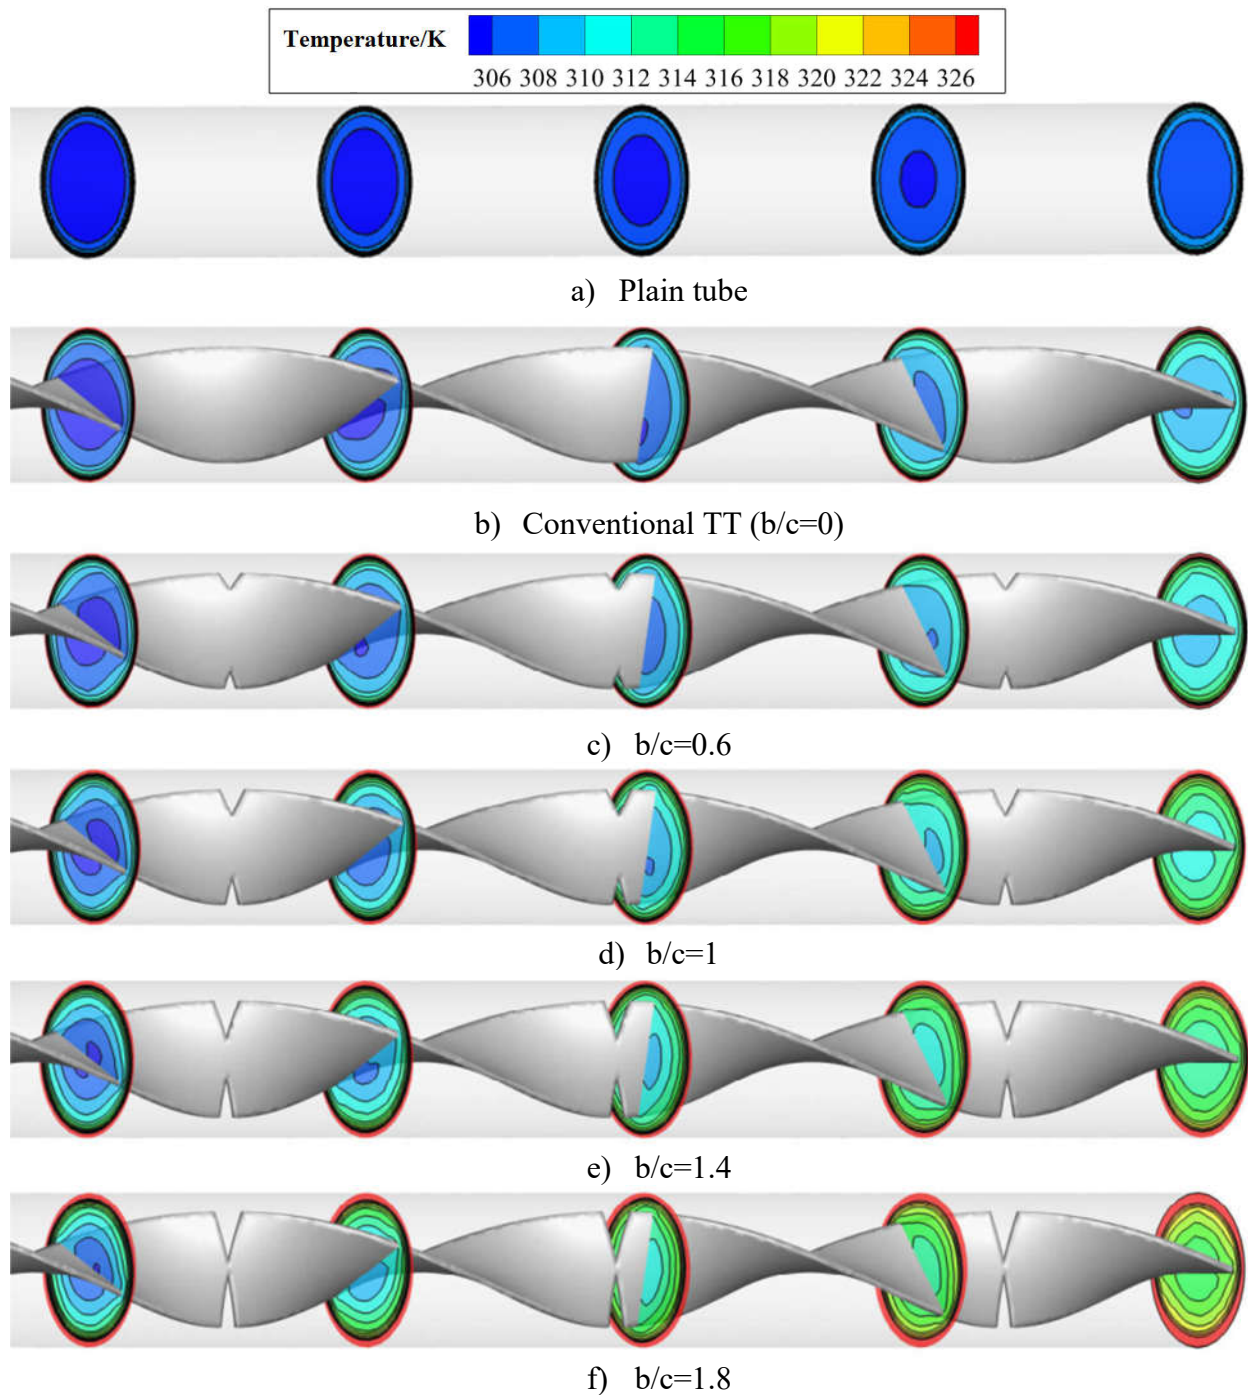 Temperature/K
306 308 310 312 314 316 318 320 322 324 326
a) Plain tube
b) Conventional TT (b/c=0)
c) b/c=0.6
d) b/c=1
e) b/c=1.4
f) b/c=1.8